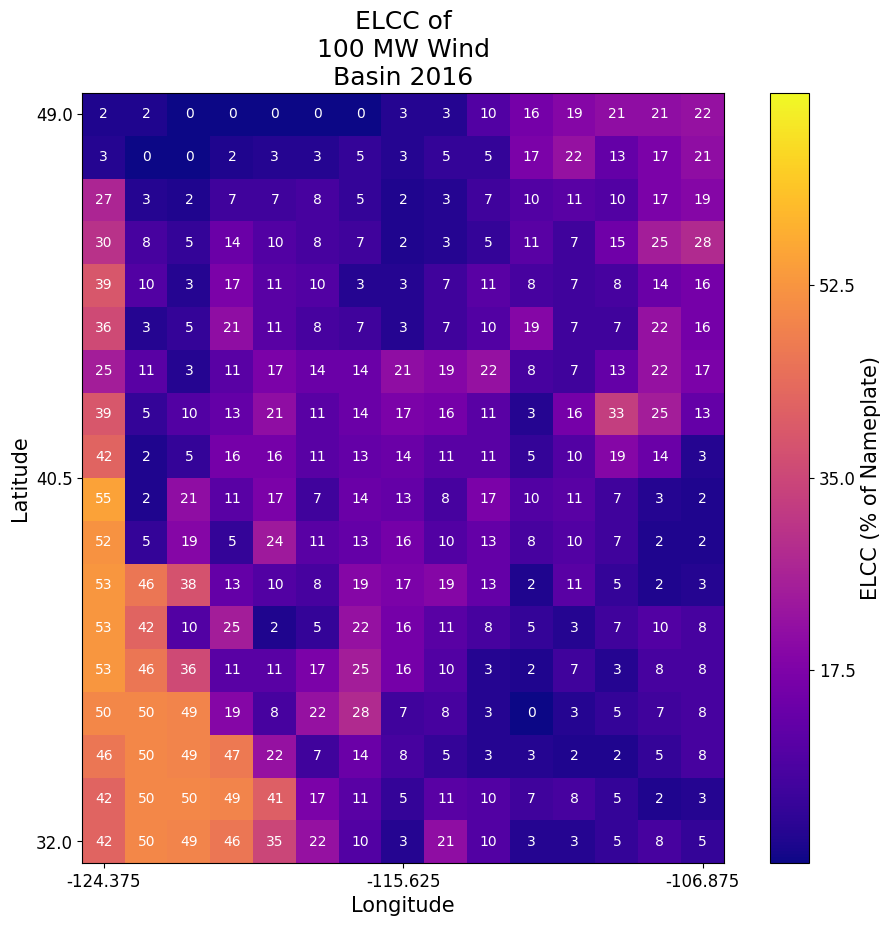 ELCC of
100 MW Wind
Basin 2016
49.0 2 2 0 0 0 0 0 3 3 10 16 19 21 21 22
3 0 0 2 3 3 5 3 5 5 17 22 13 17 21
27 3 2 7 7 8 5 2 3 7 10 11 10 17 19
30 8 5 14 10 8 7 2 3 5 11 7 15 25 28
39 10 3 17 11 10 3 3 7 11 8 7 8 14 16
52.5
36 3 5 21 11 8 7 3 7 10 19 7 7 22 16
25 11 3 11 17 14 14 21 19 22 8 7 13 22 17
39 5 10 13 21 11 14 17 16 11 3 16 33 25 13
42 2 5 16 16 11 13 14 11 11 5 10 19 14 3
40.5
35.0
55 2 21 11 17 7 14 13 8 17 10 11 7 3 2
52 5 19 5 24 11 13 16 10 13 8 10 7 2 2
53 46 38 13 10 8 19 17 19 13 2 11 5 2 3
53 42 10 25 2 5 22 16 11 8 5 3 7 10 8
53 46 36 11 11 17 25 16 10 3 2 7 3 8 8
17.5
50 50 49 19 8 22 28 7 8 3 0 3 5 7 8
46 50 49 47 22 7 14 8 5 3 3 2 2 5 8
42 50 50 49 41 17 11 5 11 10 7 8 5 2 3
32.0 42 50 49 46 35 22 10 3 21 10 3 3 5 8 5
-124.375 -115.625 -106.875
Longitude
Latitude
ELCC (% of Nameplate)